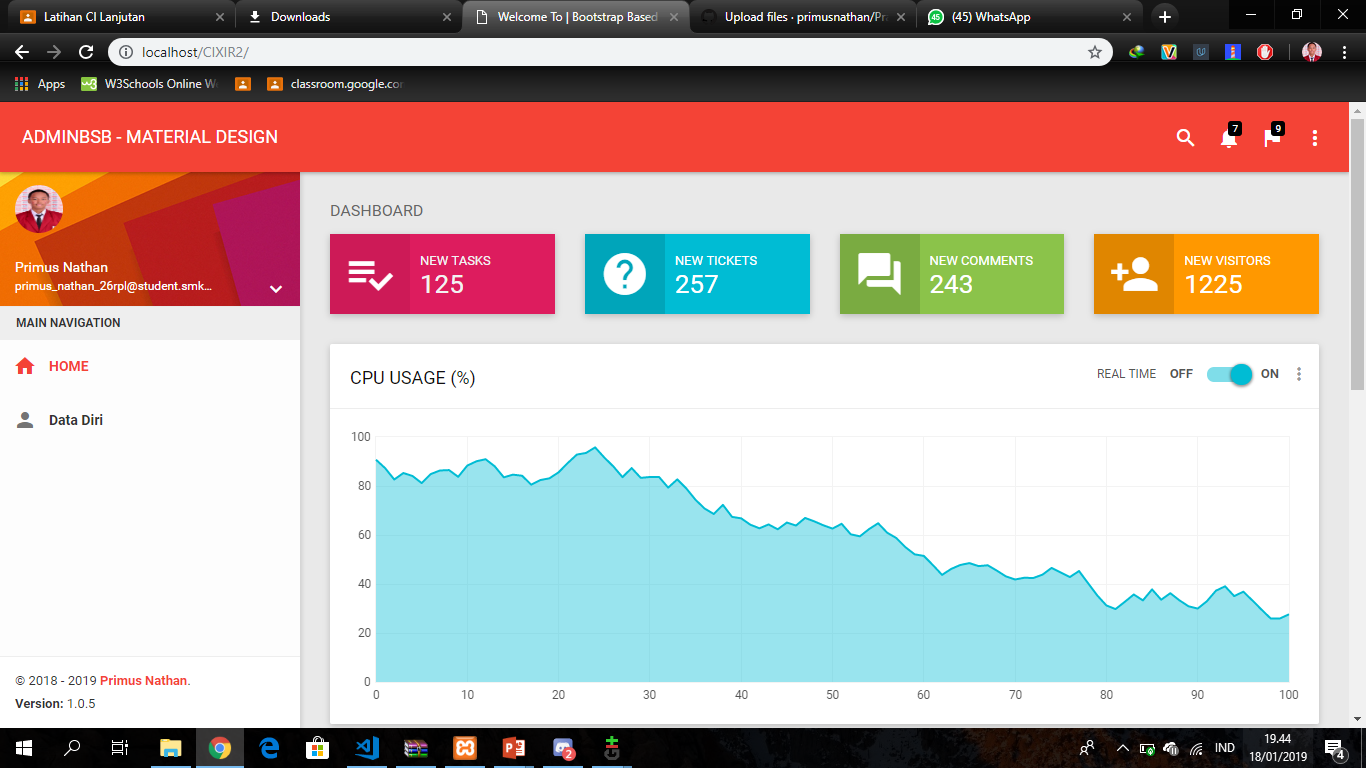 Latihan CI Lanjutan
Downloads
Welcome To | Bootstrap Based
Upload files · primusnathan/Pra
(45) WhatsApp
localhost/CIXIR2/
Apps
W3Schools Online W
classroom.google.co
ADMINBSB - MATERIAL DESIGN
7
9
Primus Nathan
primus_nathan_26rpl@student.smk...
MAIN NAVIGATION
HOME
Data Diri
© 2018 - 2019 Primus Nathan.
Version: 1.0.5
DASHBOARD
NEW TASKS
125
NEW TICKETS
257
NEW COMMENTS
243
NEW VISITORS
1225
CPU USAGE (%)
REAL TIME OFF ON
100
80
60
40
20
0
0 10 20 30 40 50 60 70 80 90 100
IND
19.44
18/01/2019
2
4